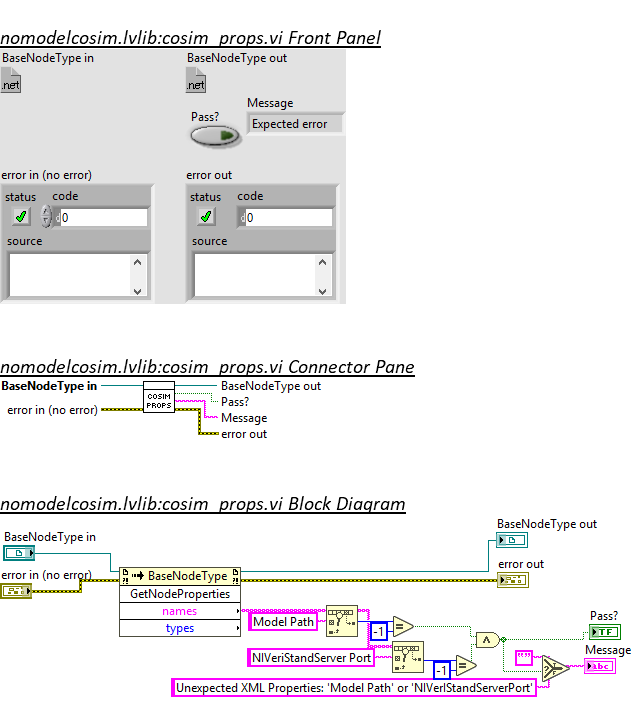 nomodelcosim.lvlib:cosim_props.vi Front Panel
BaseNodeType in
BaseNodeType out
.net
.net
Message
Pass?
Expected error
error in (no error)
error out
status code
status code
d 0
d 0
source
source
nomodelcosim.lvlib:cosim_props.vi Connector Pane
BaseNodeType in
BaseNodeType out
COSIM
PROPS
Pass?
error in (no error)
Message
error out
nomodelcosim.lvlib:cosim_props.vi Block Diagram
BaseNodeType out
BaseNodeType in
error out
error in (no error)
BaseNodeType
GetNodeProperties
names
Pass?
Model Path
-1
TF
types
Message
NIVeriStandServer Port
""
abc
-1
Unexpected XML Properties: 'Model Path' or 'NIVeriStandServerPort'